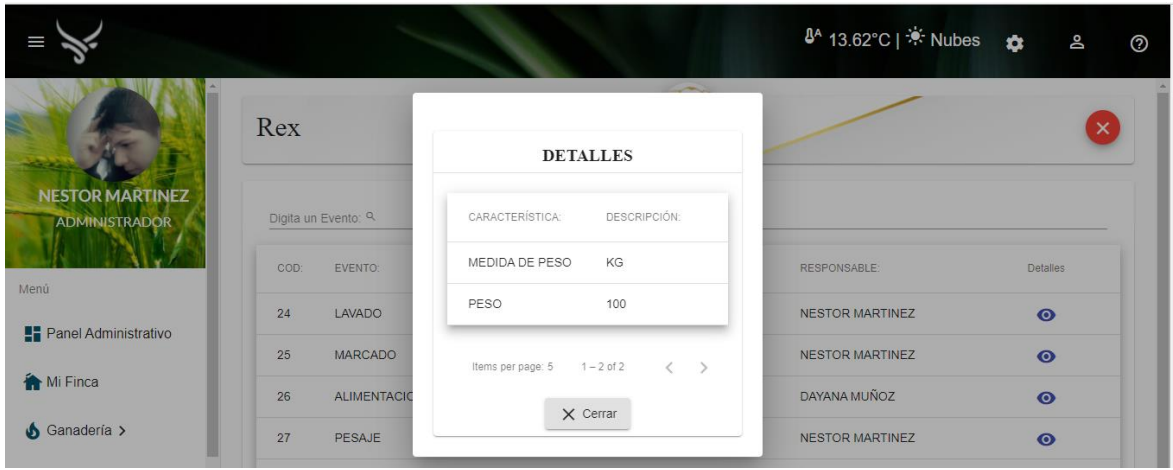 13.62°C | Nubes
Rex
NESTOR MARTINEZ
ADMINISTRADOR
Menú
Panel Administrativo
Mi Finca
Ganadería >
Digita un Evento:
COD: EVENTO: RESPONSABLE: Detalles
24 LAVADO NESTOR MARTINEZ
25 MARCADO NESTOR MARTINEZ
26 ALIMENTACIO DAYANA MUÑOZ
27 PESAJE NESTOR MARTINEZ
DETALLES
CARACTERÍSTICA: DESCRIPCIÓN:
MEDIDA DE PESO KG
PESO 100
Items per page: 5 1 – 2 of 2
Cerrar